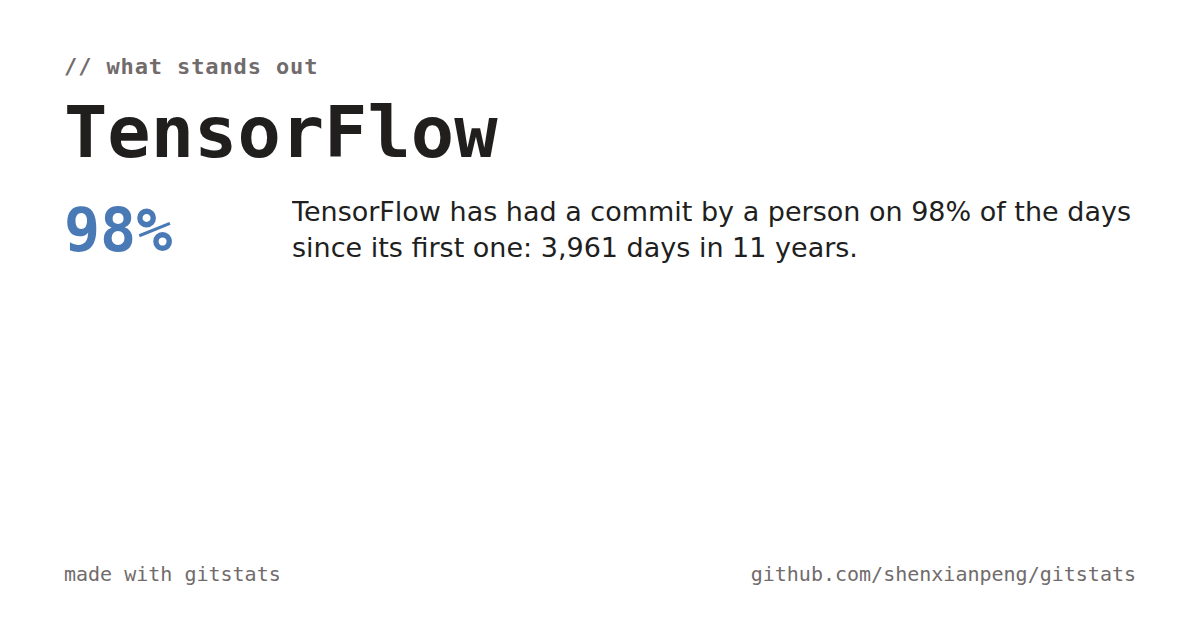 // what stands out
TensorFlow
98%
TensorFlow has had a commit by a person on 98% of the days
since its first one: 3,961 days in 11 years.
made with gitstats
github.com/shenxianpeng/gitstats